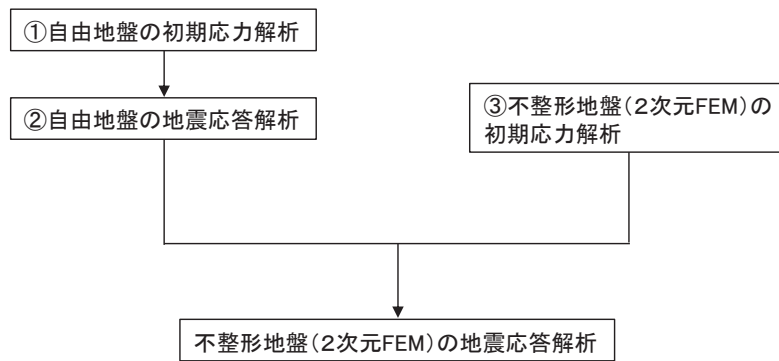 ①自由地盤の初期応力解析
②自由地盤の地震応答解析
③不整形地盤(2次元FEM)の
初期応力解析
不整形地盤(2次元FEM)の地震応答解析